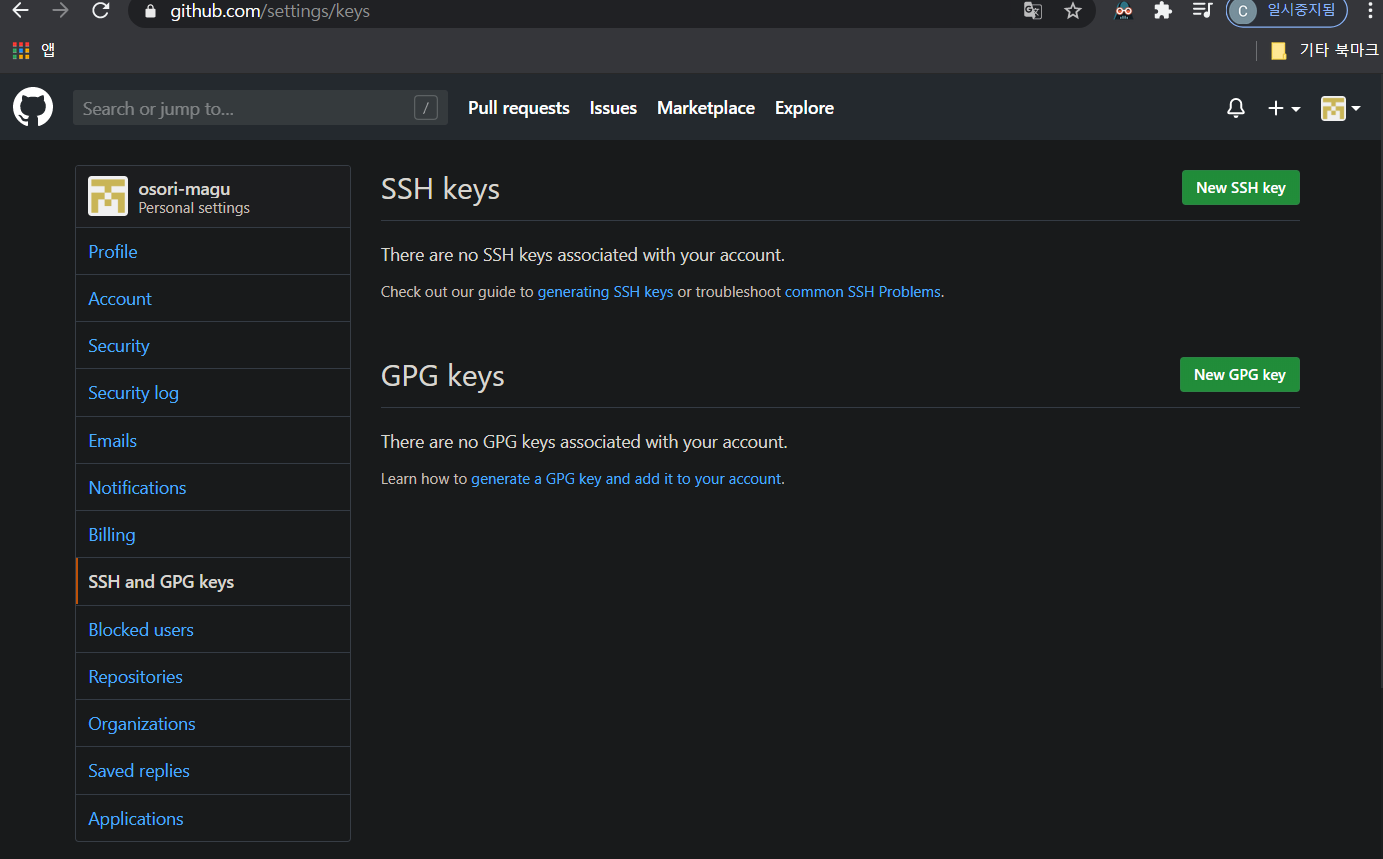 github.com/settings/keys
C 일시중지됨
앱
기타 북마크
Search or jump to... /
Pull requests Issues Marketplace Explore
osori-magu
Personal settings
Profile
Account
Security
Security log
Emails
Notifications
Billing
SSH and GPG keys
Blocked users
Repositories
Organizations
Saved replies
Applications
SSH keys
New SSH key
There are no SSH keys associated with your account.
Check out our guide to generating SSH keys or troubleshoot common SSH Problems.
GPG keys
New GPG key
There are no GPG keys associated with your account.
Learn how to generate a GPG key and add it to your account.